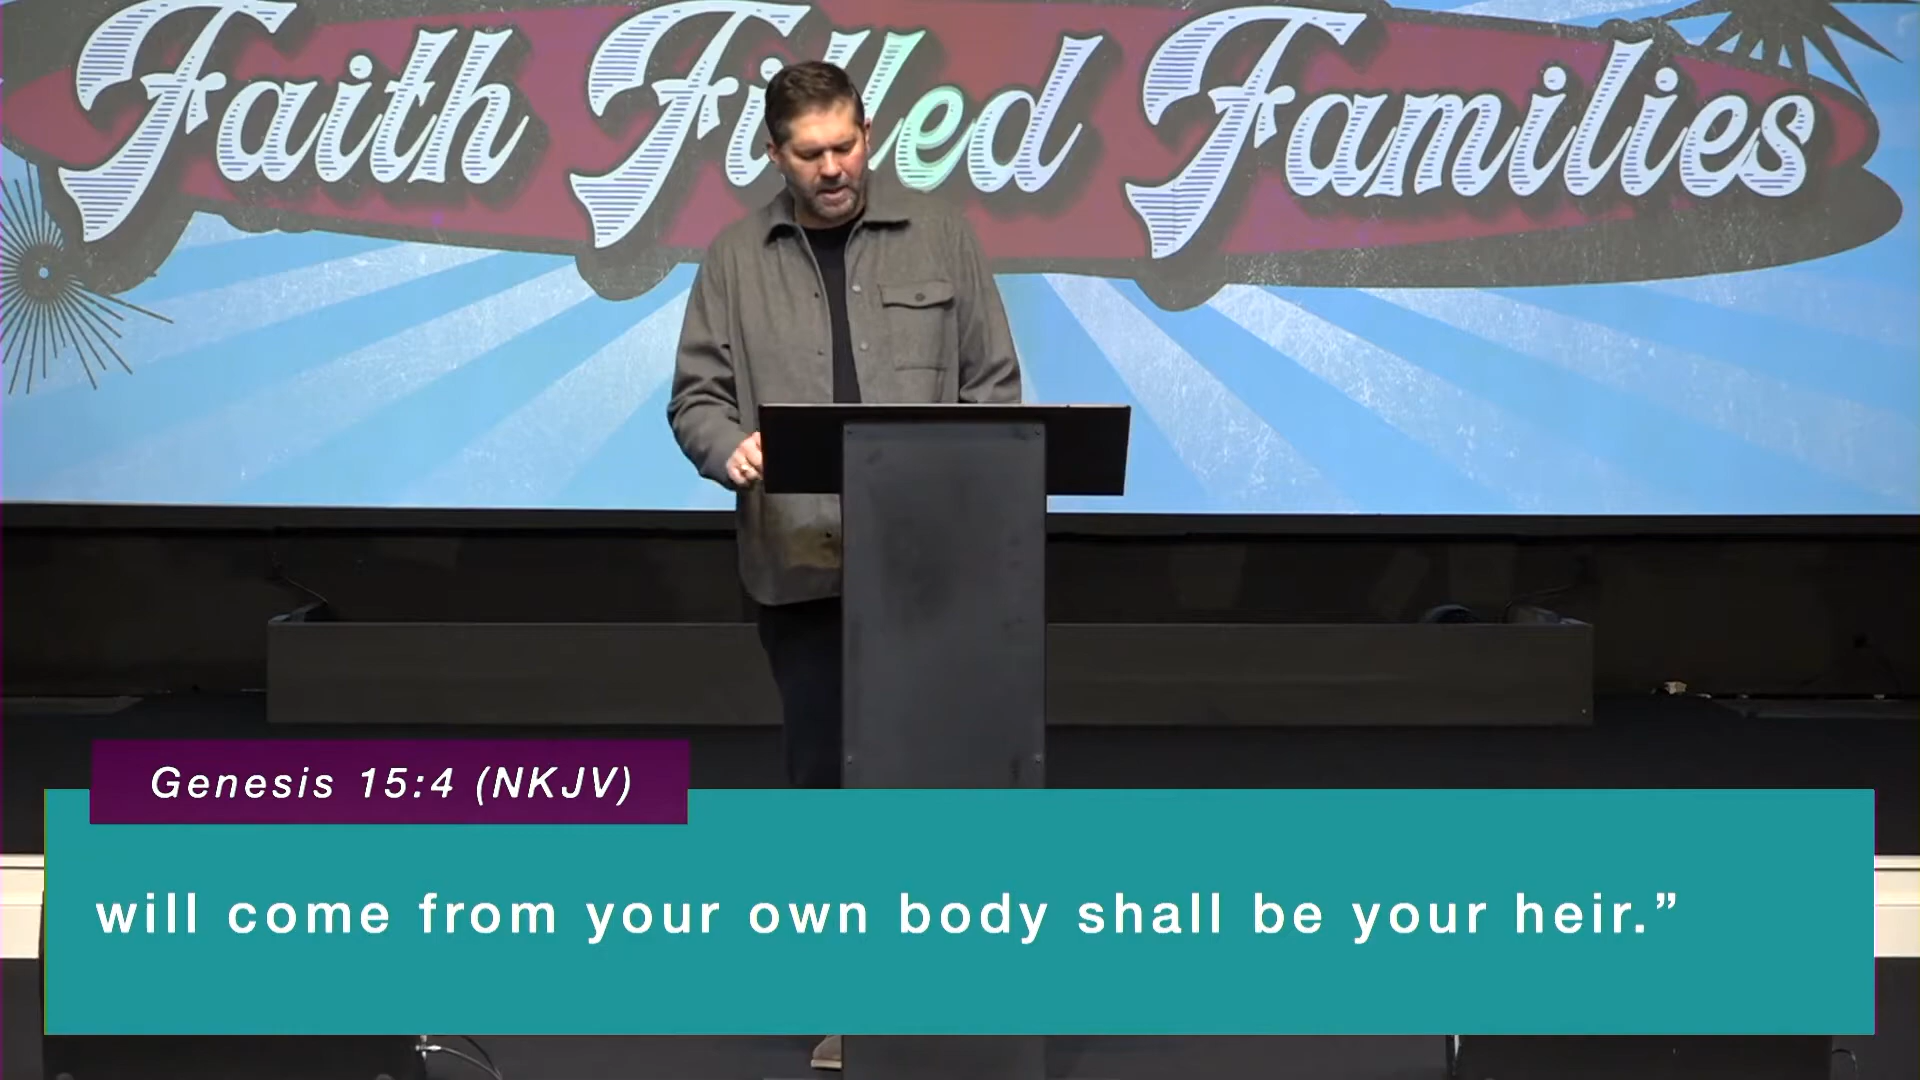 Faith Filled Families
Genesis 15:4 (NKJV)
will come from your own body shall be your heir.”